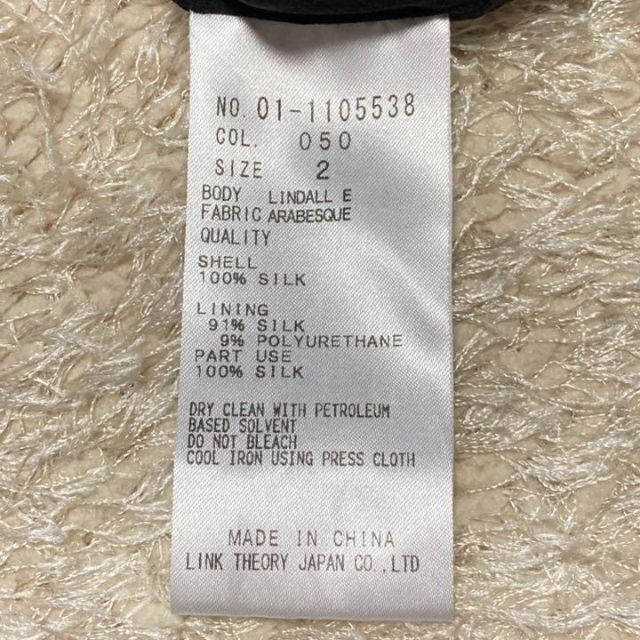 NO. 01-1105538
COL. 050
SIZE 2
BODY LINDALL E
FABRIC ARABESQUE
QUALITY
SHELL
100% SILK
LINING
91% SILK
9% POLYURETHANE
PART USE
100% SILK
DRY CLEAN WITH PETROLEUM
BASED SOLVENT
DO NOT BLEACH
COOL IRON USING PRESS CLOTH
MADE IN CHINA
LINK THEORY JAPAN CO.,LTD